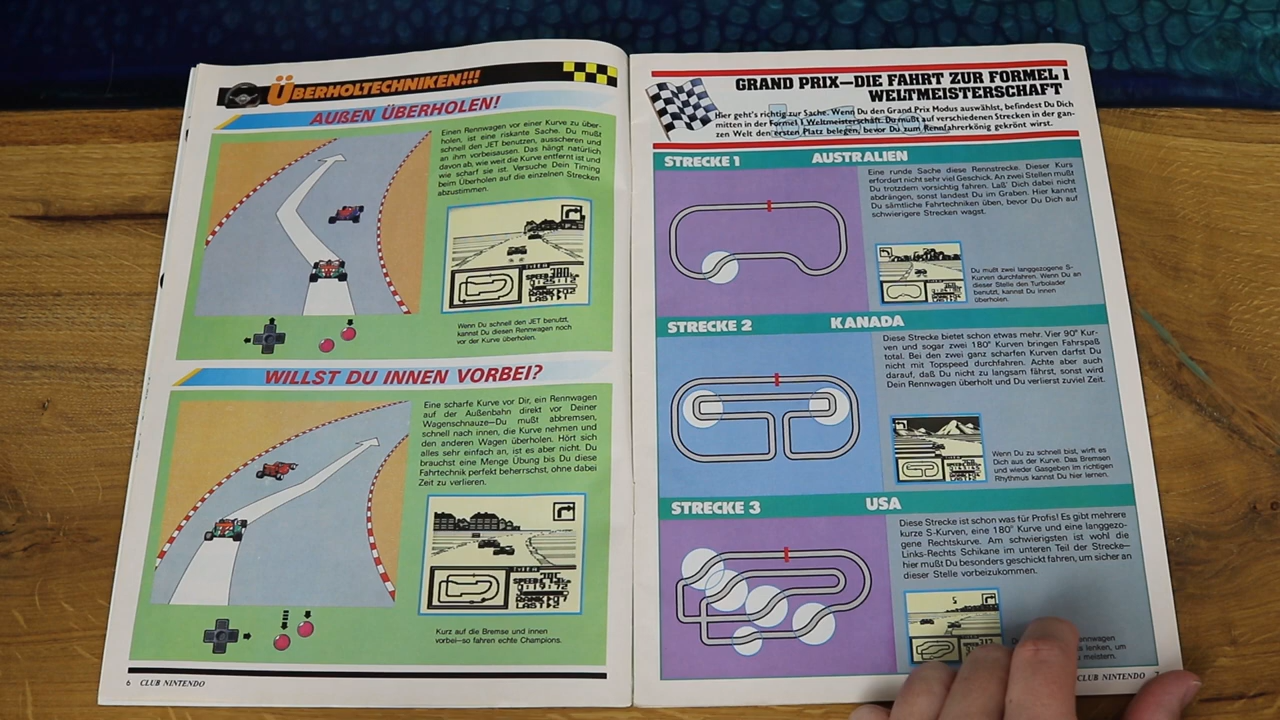 ÜBERHOLTECHNIKEN!!!
AUßEN ÜBERHOLEN!
Einen Rennwagen vor einer Kurve zu über-
holen, ist eine riskante Sache. Du mußt
schnell den JET benutzen, ausscheren und
an ihm vorbeisausen. Das hängt natürlich
davon ab, wie weit die Kurve entfernt ist und
wie scharf sie ist. Versuche Dein Timing
beim Überholen auf die einzelnen Strecken
abzustimmen.
Wenn Du schnell den JET benutzt,
kannst Du diesen Rennwagen noch
vor der Kurve überholen.
WILLST DU INNEN VORBEI?
Eine scharfe Kurve vor Dir, ein Rennwagen
auf der Außenbahn direkt vor Deiner
Wagenschnauze—Du mußt abbremsen,
schnell nach innen, die Kurve nehmen und
den anderen Wagen überholen. Hört sich
alles sehr einfach an, ist es aber nicht. Du
brauchst eine Menge Übung bis Du diese
Fahrtechnik perfekt beherrschst, ohne dabei
Zeit zu verlieren.
Kurz auf die Bremse und innen
vorbei—so fahren echte Champions.
6 CLUB NINTENDO
GRAND PRIX—DIE FAHRT ZUR FORMEL 1
WELTMEISTERSCHAFT
Hier geht's richtig zur Sache. Wenn Du den Grand Prix Modus auswählst, befindest Du Dich
mitten in der Formel 1 Weltmeisterschaft. Du mußt auf verschiedenen Strecken in der gan-
zen Welt den ersten Platz belegen, bevor Du zum Rennfahrerkönig gekrönt wirst.
STRECKE 1 AUSTRALIEN
Eine runde Sache diese Rennstrecke. Dieser Kurs
erfordert nicht sehr viel Geschick. An zwei Stellen mußt
Du trotzdem vorsichtig fahren. Laß' Dich dabei nicht
abdrängen, sonst landest Du im Graben. Hier kannst
Du sämtliche Fahrtechniken üben, bevor Du Dich auf
schwierigere Strecken wagst.
Du mußt zwei langgezogene S-
Kurven durchfahren. Wenn Du an
dieser Stelle den Turbolader
benutzt, kannst Du innen
überholen.
STRECKE 2 KANADA
Diese Strecke bietet schon etwas mehr. Vier 90° Kur-
ven und sogar zwei 180° Kurven bringen Fahrspaß
total. Bei den zwei ganz scharfen Kurven darfst Du
nicht mit Topspeed durchfahren. Achte aber auch
darauf, daß Du nicht zu langsam fährst, sonst wird
Dein Rennwagen überholt und Du verlierst zuviel Zeit.
Wenn Du zu schnell bist, wirft es
Dich aus der Kurve. Das Bremsen
und wieder Gasgeben im richtigen
Rhythmus kannst Du hier lernen.
STRECKE 3 USA
Diese Strecke ist schon was für Profis! Es gibt mehrere
kurze S-Kurven, eine 180° Kurve und eine langgezo-
gene Rechtskurve. Am schwierigsten ist wohl die
Links-Rechts Schikane im unteren Teil der Strecke—
hier mußt Du besonders geschickt fahren, um sicher an
dieser Stelle vorbeizukommen.
lenken, um
meistern.
CLUB NINTENDO